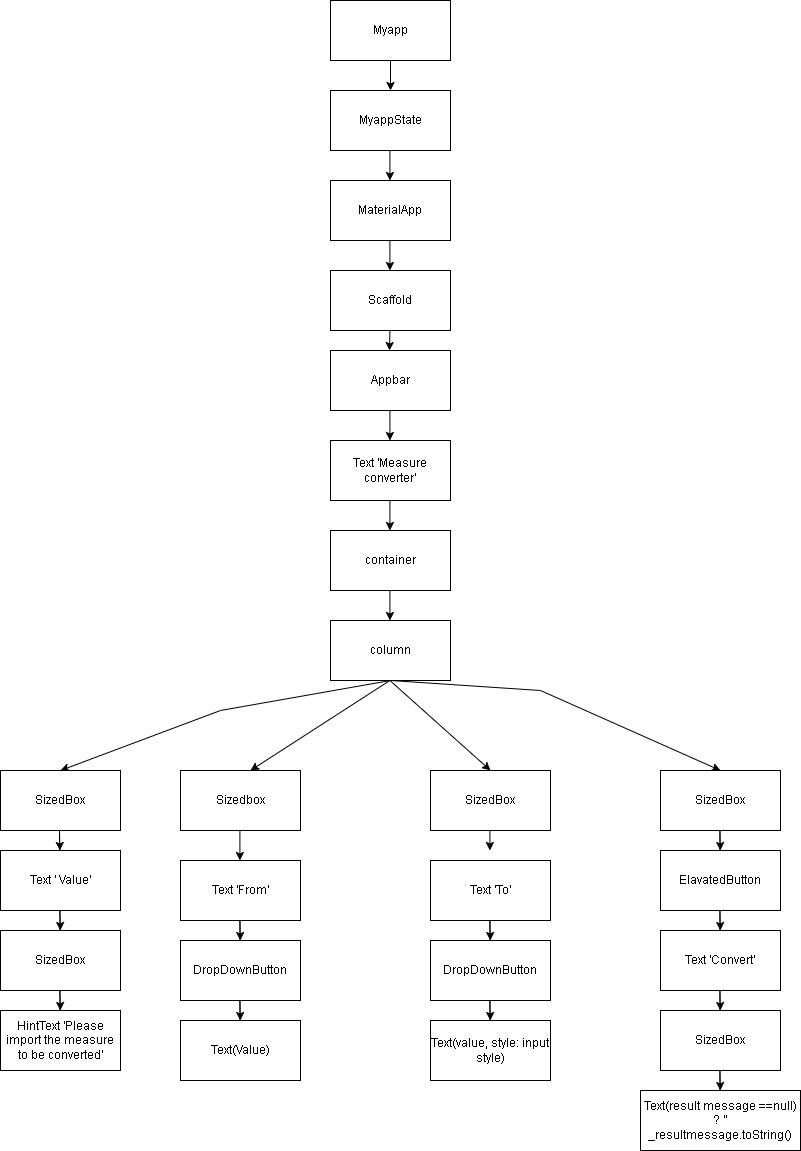 Myapp
MyappState
MaterialApp
Scaffold
Appbar
Text 'Measure
converter'
container
column
SizedBox
Sizedbox
SizedBox
SizedBox
Text 'Value'
Text 'From'
Text 'To'
ElavatedButton
SizedBox
DropDownButton
DropDownButton
Text 'Convert'
HintText 'Please
import the measure
to be converted'
Text(Value)
Text(value, style: input
style)
SizedBox
Text(result message ==null)
? "
_resultmessage.toString()